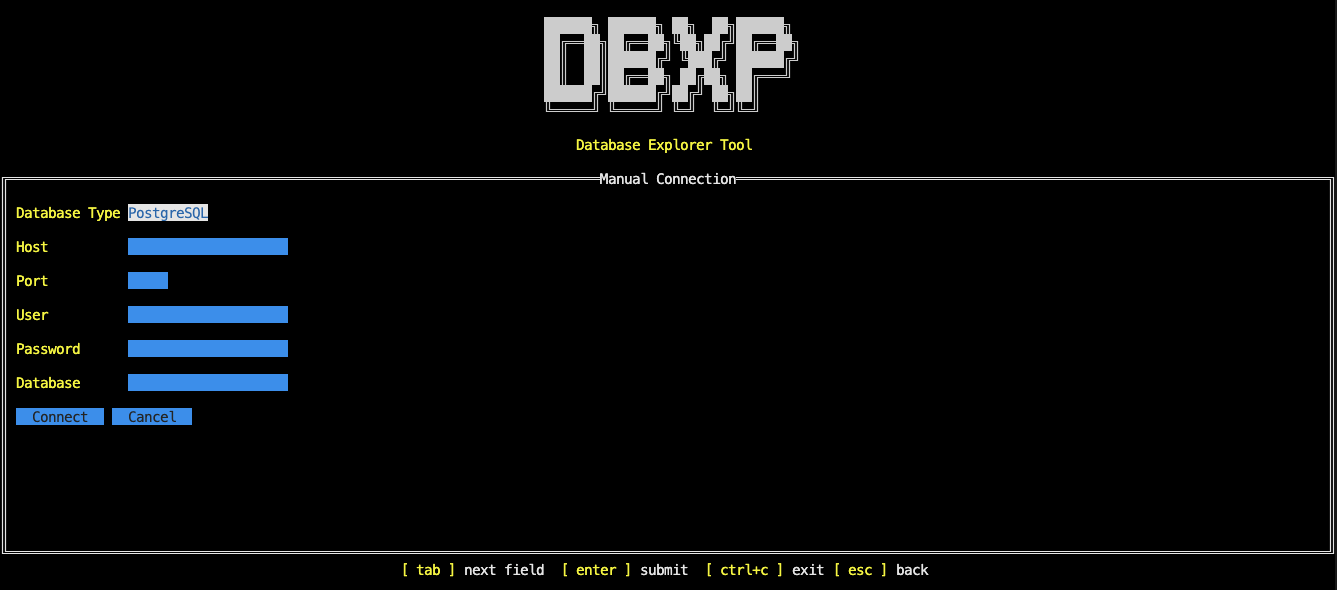 DBXP
Database Explorer Tool
Manual Connection
Database Type PostgreSQL
Host
Port
User
Password
Database
Connect Cancel
[ tab ] next field [ enter ] submit [ ctrl+c ] exit [ esc ] back